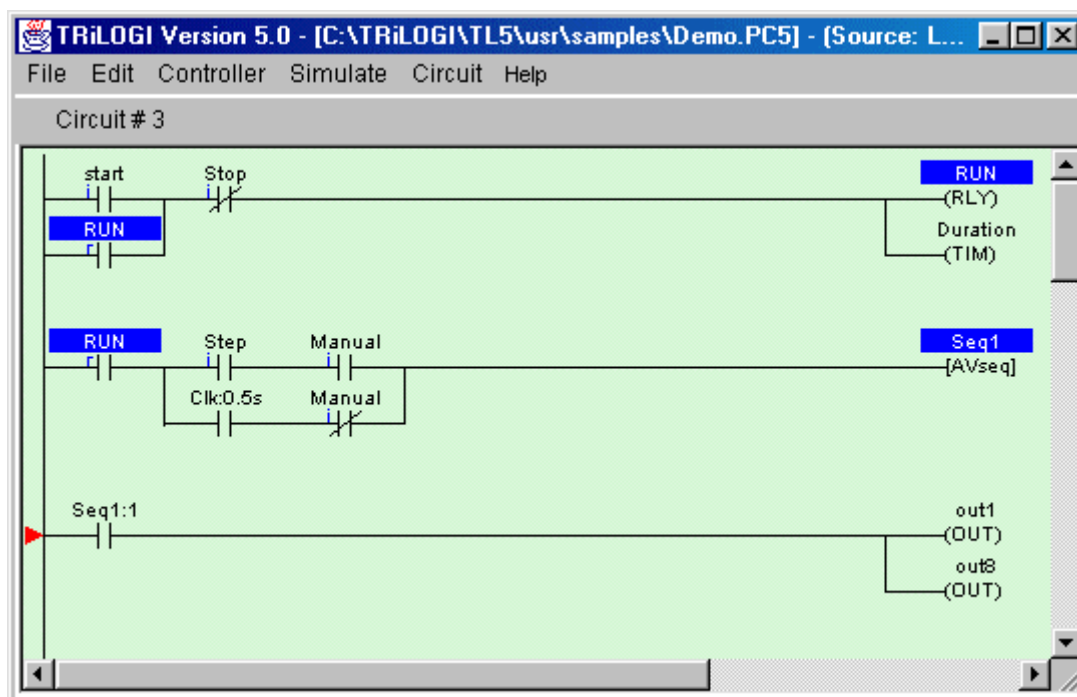 TRiLOGI Version 5.0 - [C:\TRiLOGI\TL5\usr\samples\Demo.PC5] - (Source: L...
File Edit Controller Simulate Circuit Help
Circuit # 3
start Stop RUN
i i (RLY)
RUN Duration
r (TIM)
RUN Step Manual Seq1
r i i [AVseq]
Clk:0.5s Manual
i
Seq1:1 out1
(OUT)
out8
(OUT)